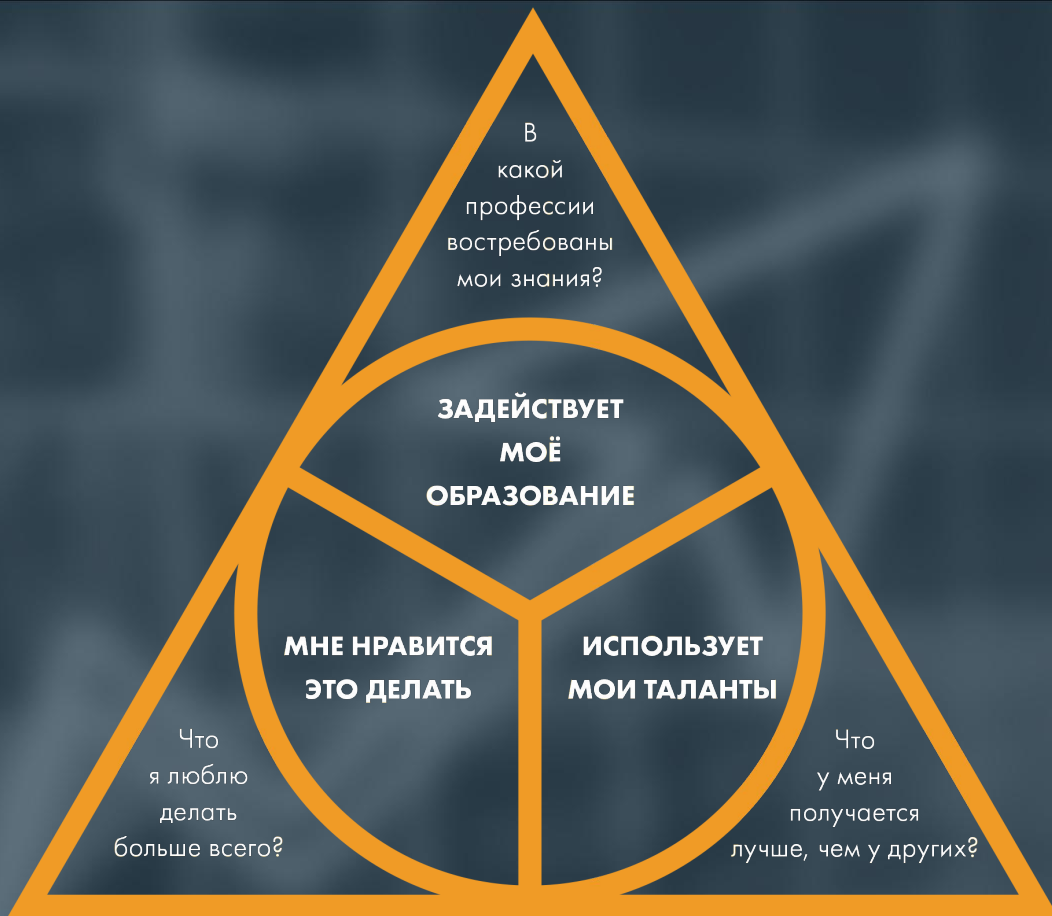 В
какой
профессии
востребованы
мои знания?
ЗАДЕЙСТВУЕТ
МОЁ
ОБРАЗОВАНИЕ
МНЕ НРАВИТСЯ
ЭТО ДЕЛАТЬ
ИСПОЛЬЗУЕТ
МОИ ТАЛАНТЫ
Что
я люблю
делать
больше всего?
Что
у меня
получается
лучше, чем у других?